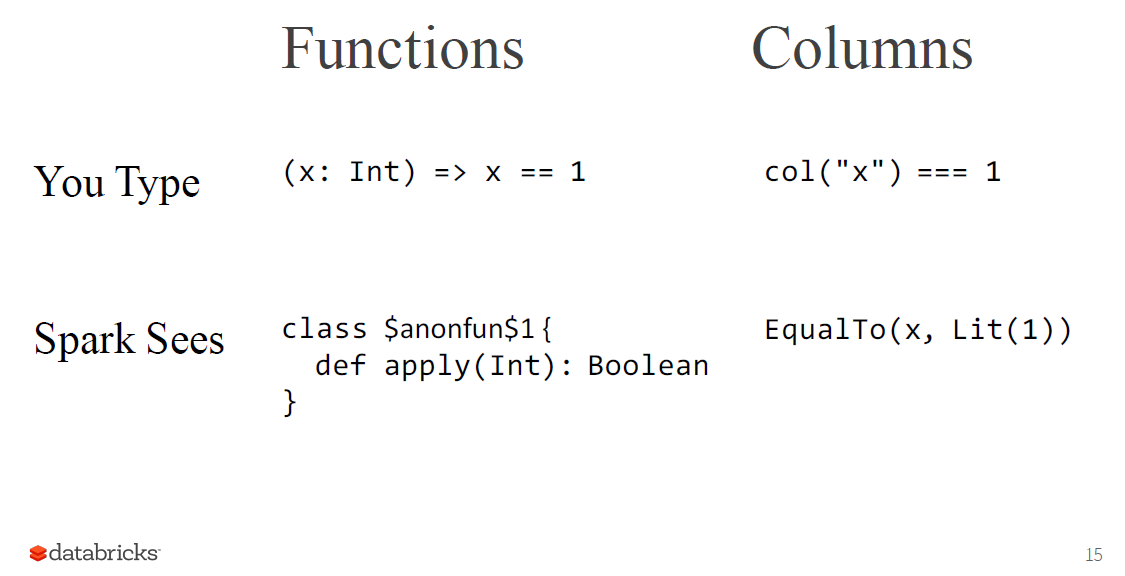 Functions
Columns
You Type
(x: Int) => x == 1
col("x") === 1
Spark Sees
class $anonfun$1{
  def apply(Int): Boolean
}
EqualTo(x, Lit(1))
databricks
15